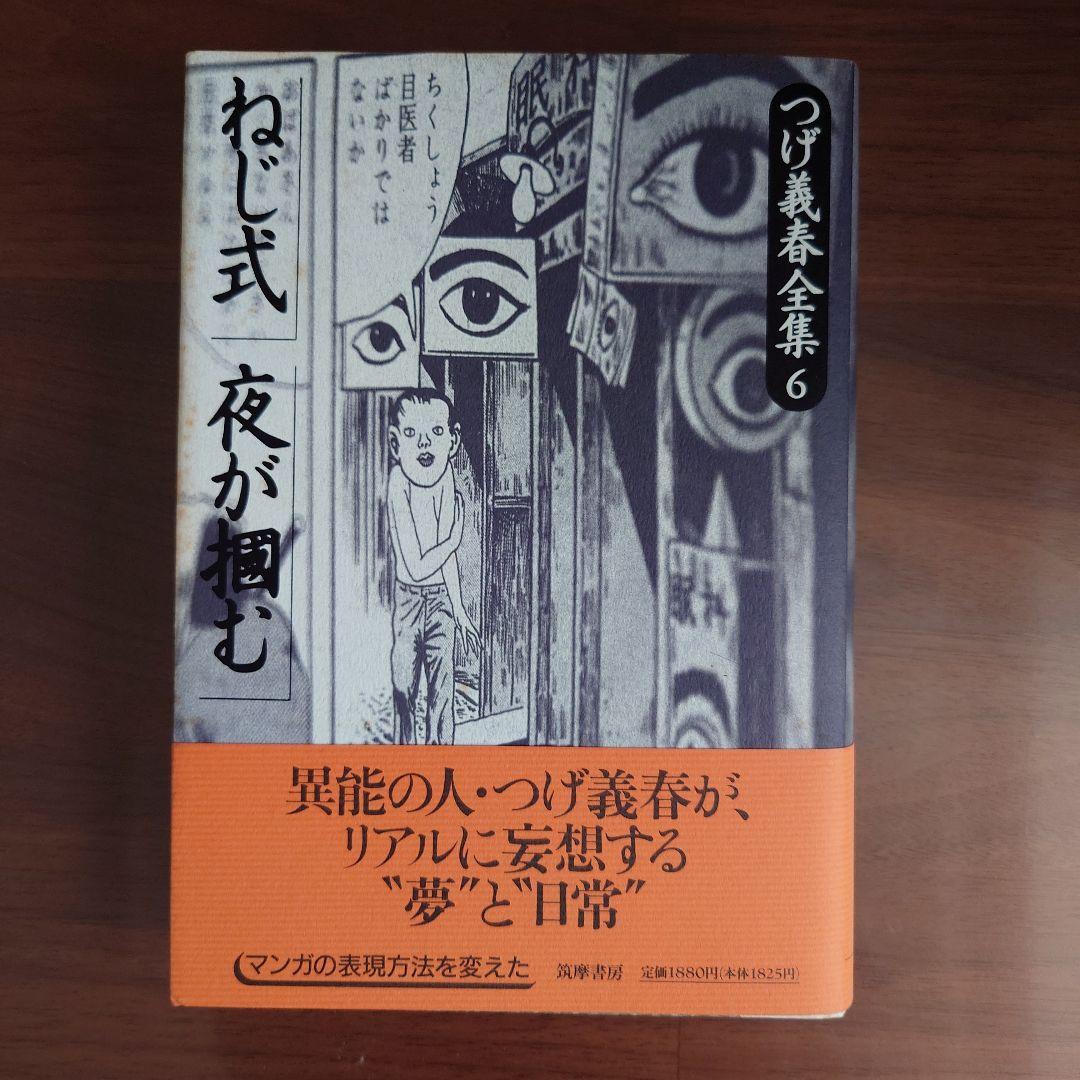 つげ義春全集 6
ねじ式
夜が掴む
ちくしょう
目医者
ばかりでは
ないか
眠
異能の人・つげ義春が、
リアルに妄想する
〝夢〟と〝日常〟
マンガの表現方法を変えた
筑摩書房
定価1880円(本体1825円)